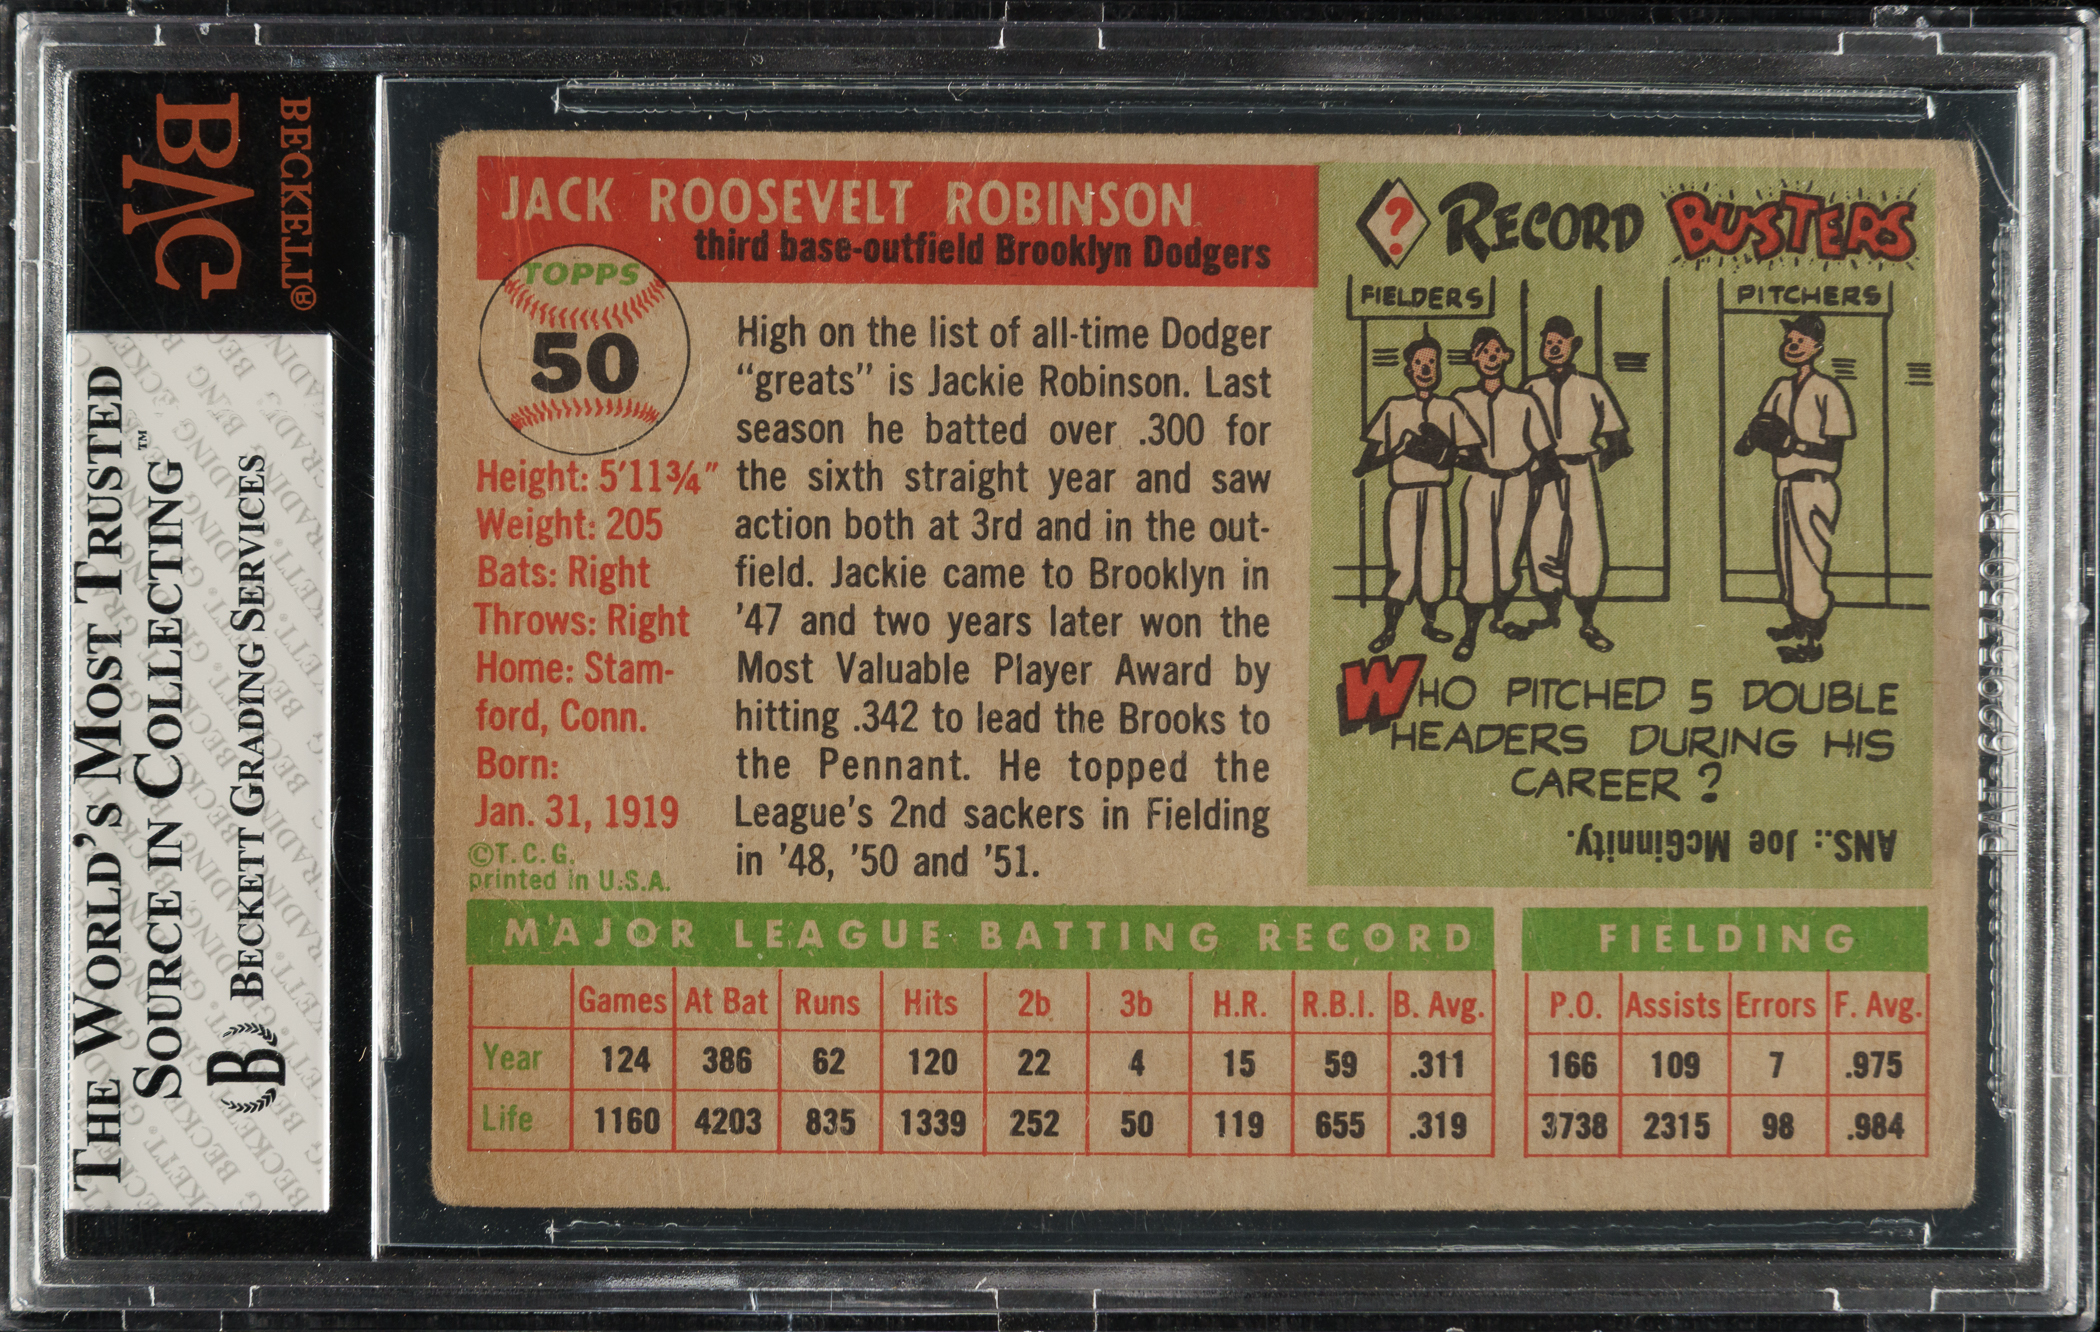 BECKETT®
BVG
THE WORLD'S MOST TRUSTED
SOURCE IN COLLECTING™
BECKETT GRADING SERVICES
JACK ROOSEVELT ROBINSON
third base-outfield Brooklyn Dodgers
TOPPS
50
Height: 5'11¾"
Weight: 205
Bats: Right
Throws: Right
Home: Stam-
ford, Conn.
Born:
Jan. 31, 1919
©T.C.G.
printed in U.S.A.
High on the list of all-time Dodger
“greats” is Jackie Robinson. Last
season he batted over .300 for
the sixth straight year and saw
action both at 3rd and in the out-
field. Jackie came to Brooklyn in
'47 and two years later won the
Most Valuable Player Award by
hitting .342 to lead the Brooks to
the Pennant. He topped the
League's 2nd sackers in Fielding
in '48, '50 and '51.
? RECORD BUSTERS
FIELDERS
PITCHERS
WHO PITCHED 5 DOUBLE
HEADERS DURING HIS
CAREER?
ANS.: Joe McGinnity.
MAJOR LEAGUE BATTING RECORD FIELDING
Games At Bat Runs Hits 2b 3b H.R. R.B.I. B. Avg. P.O. Assists Errors F. Avg.
Year 124 386 62 120 22 4 15 59 .311 166 109 7 .975
Life 1160 4203 835 1339 252 50 119 655 .319 3738 2315 98 .984